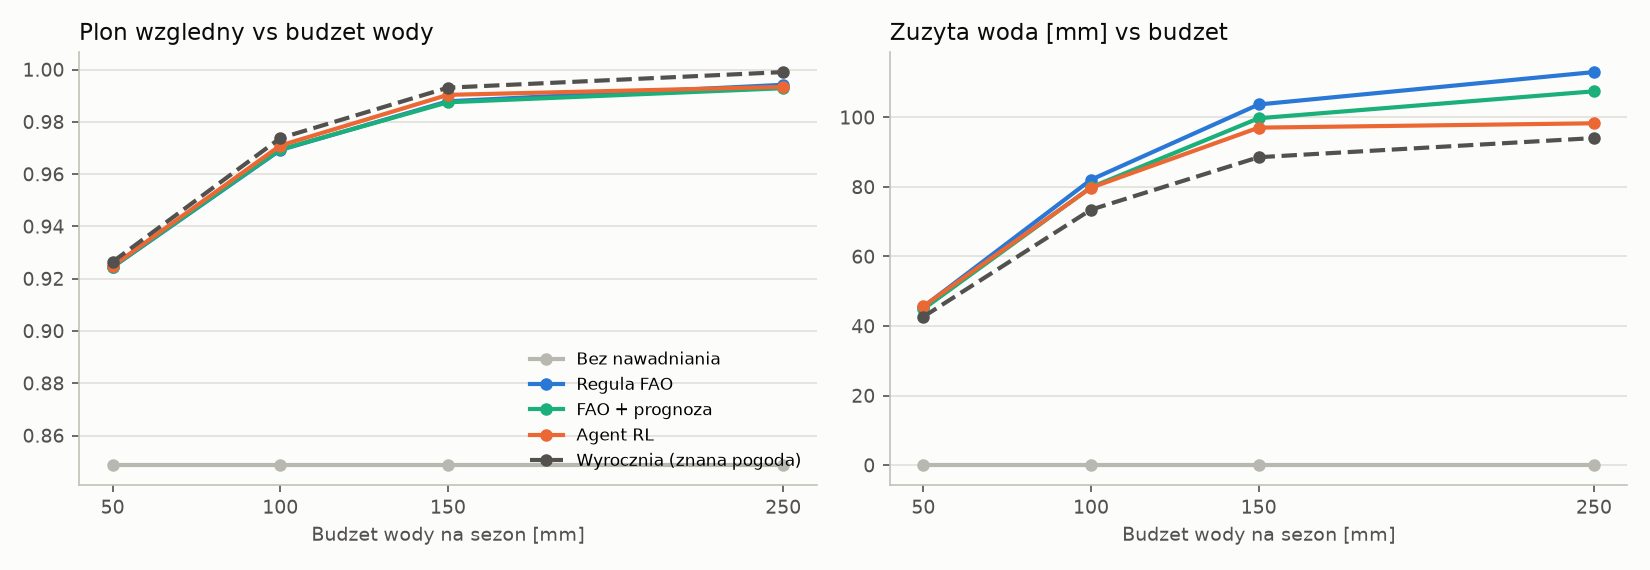 Plon wzgledny vs budzet wody
1.00
0.98
0.96
0.94
0.92
0.90
0.88
0.86
Bez nawadniania
Regula FAO
FAO + prognoza
Agent RL
Wyrocznia (znana pogoda)
50 100 150 250
Budzet wody na sezon [mm]
Zuzyta woda [mm] vs budzet
100
80
60
40
20
0
50 100 150 250
Budzet wody na sezon [mm]